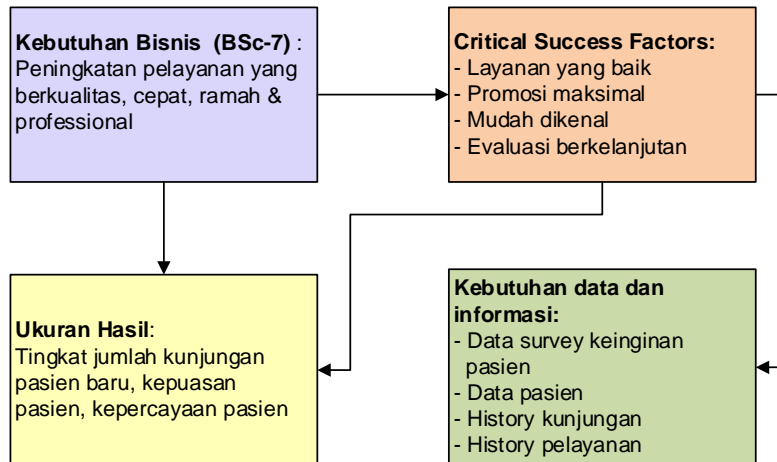 Kebutuhan Bisnis (BSc-7) :
Peningkatan pelayanan yang
berkualitas, cepat, ramah &
professional
Critical Success Factors:
- Layanan yang baik
- Promosi maksimal
- Mudah dikenal
- Evaluasi berkelanjutan
Ukuran Hasil:
Tingkat jumlah kunjungan
pasien baru, kepuasan
pasien, kepercayaan pasien
Kebutuhan data dan
informasi:
- Data survey keinginan
pasien
- Data pasien
- History kunjungan
- History pelayanan